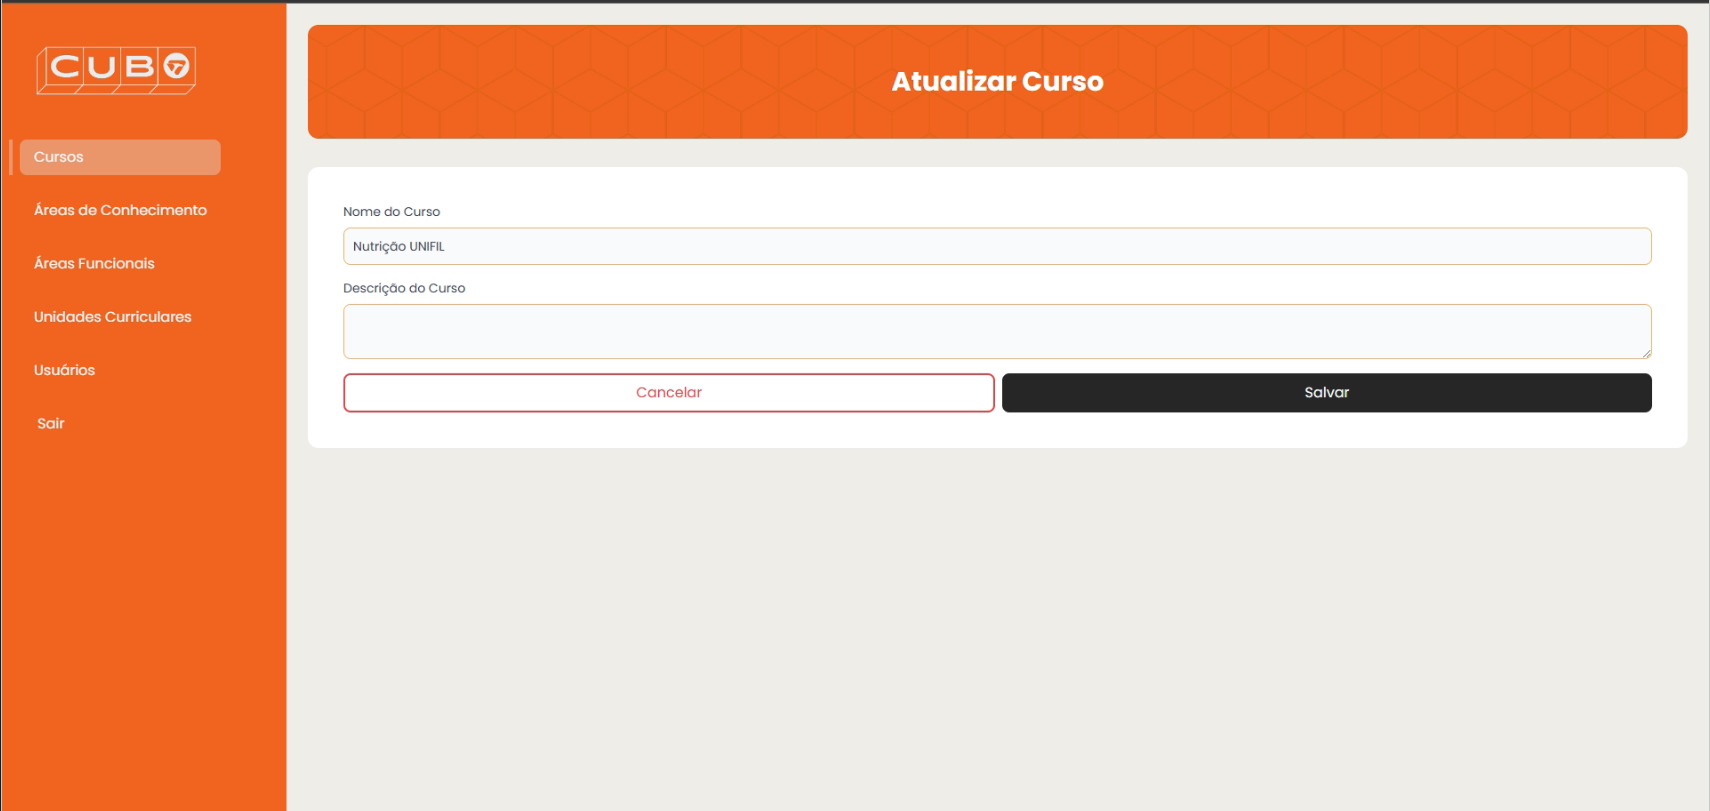 CUBO
Cursos
Áreas de Conhecimento
Áreas Funcionais
Unidades Curriculares
Usuários
Sair
Atualizar Curso
Nome do Curso
Nutrição UNIFIL
Descrição do Curso
Cancelar
Salvar